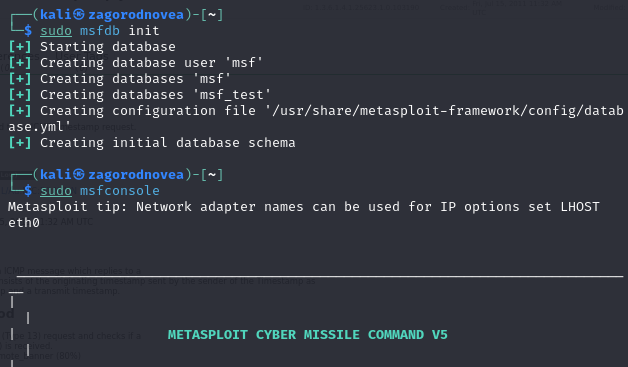 ┌──(kali㉿zagorodnovea)-[~]
└─$ sudo msfdb init
[+] Starting database
[+] Creating database user 'msf'
[+] Creating databases 'msf'
[+] Creating databases 'msf_test'
[+] Creating configuration file '/usr/share/metasploit-framework/config/datab
ase.yml'
[+] Creating initial database schema
┌──(kali㉿zagorodnovea)-[~]
└─$ sudo msfconsole
Metasploit tip: Network adapter names can be used for IP options set LHOST
eth0
METASPLOIT CYBER MISSILE COMMAND V5